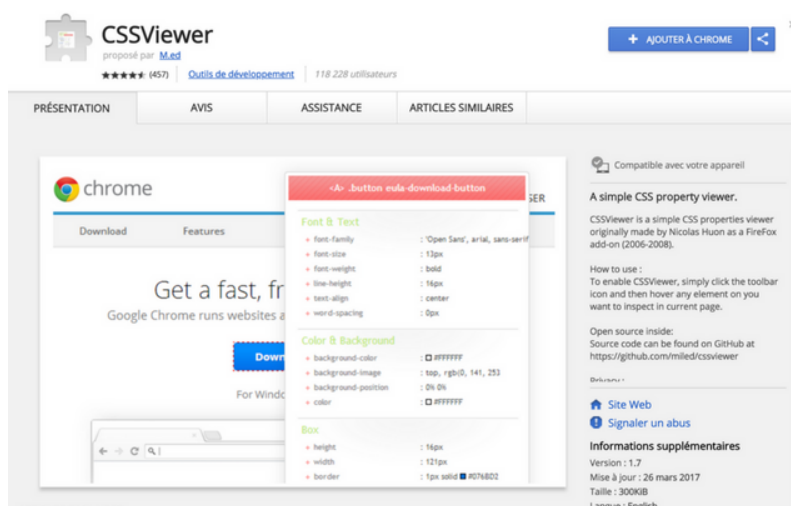 CSSViewer
proposé par M.ed
(457) Outils de développement 118 228 utilisateurs
+ AJOUTER À CHROME
PRÉSENTATION AVIS ASSISTANCE ARTICLES SIMILAIRES
chrome
Download Features
Get a fast, fr
Google Chrome runs websites a
Down
For Windo
<A> .button eula-download-button
SER
Font & Text
font-family : 'Open Sans', arial, sans-serif
font-size : 13px
font-weight : bold
line-height : 16px
text-align : center
word-spacing : 0px
Color & Background
background-color : #FFFFFF
background-image : top, rgb(0, 141, 253
background-position : 0% 0%
color : #FFFFFF
Box
height : 16px
width : 121px
border : 1px solid #076BD2
Compatible avec votre appareil
A simple CSS property viewer.
CSSViewer is a simple CSS properties viewer
originally made by Nicolas Huon as a FireFox
add-on (2006-2008).
How to use :
To enable CSSViewer, simply click the toolbar
icon and then hover any element on you
want to inspect in current page.
Open source inside:
Source code can be found on GitHub at
https://github.com/miled/cssviewer
Site Web
Signaler un abus
Informations supplémentaires
Version : 1.7
Mise à jour : 26 mars 2017
Taille : 300KiB
Langue : English